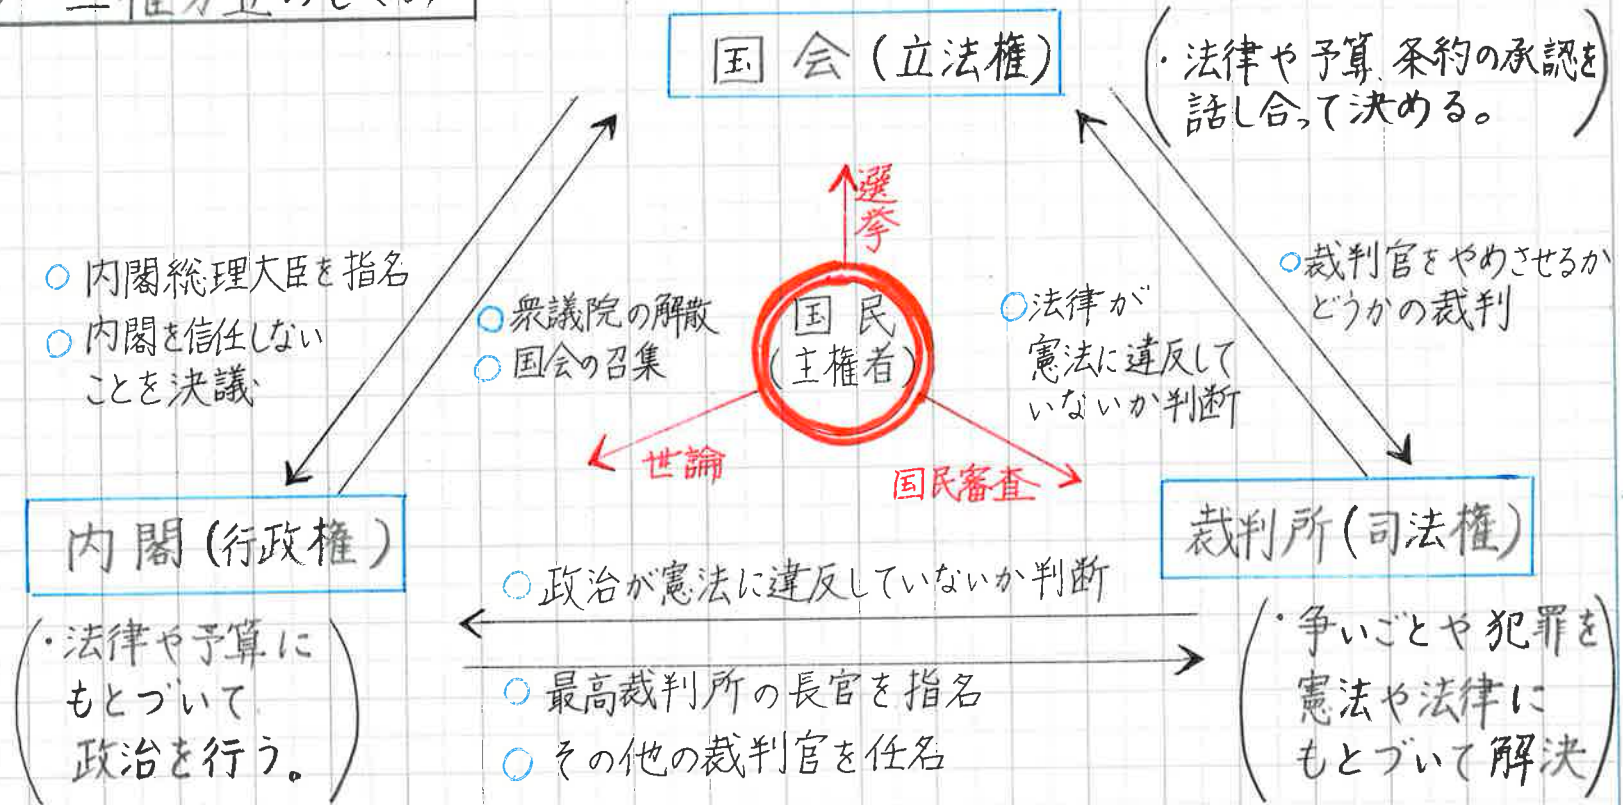 三権分立のしくみ
国会(立法権)
(・法律や予算、条約の承認を
話し合って決める。)
選挙
○内閣総理大臣を指名
○内閣を信任しない
ことを決議
○衆議院の解散
○国会の召集
国民
(主権者)
○法律が
憲法に違反して
いないか判断
○裁判官をやめさせるか
どうかの裁判
世論
国民審査
内閣(行政権)
(・法律や予算に
もとづいて
政治を行う。)
裁判所(司法権)
(・争いごとや犯罪を
憲法や法律に
もとづいて解決)
○政治が憲法に違反していないか判断
○最高裁判所の長官を指名
○その他の裁判官を任名